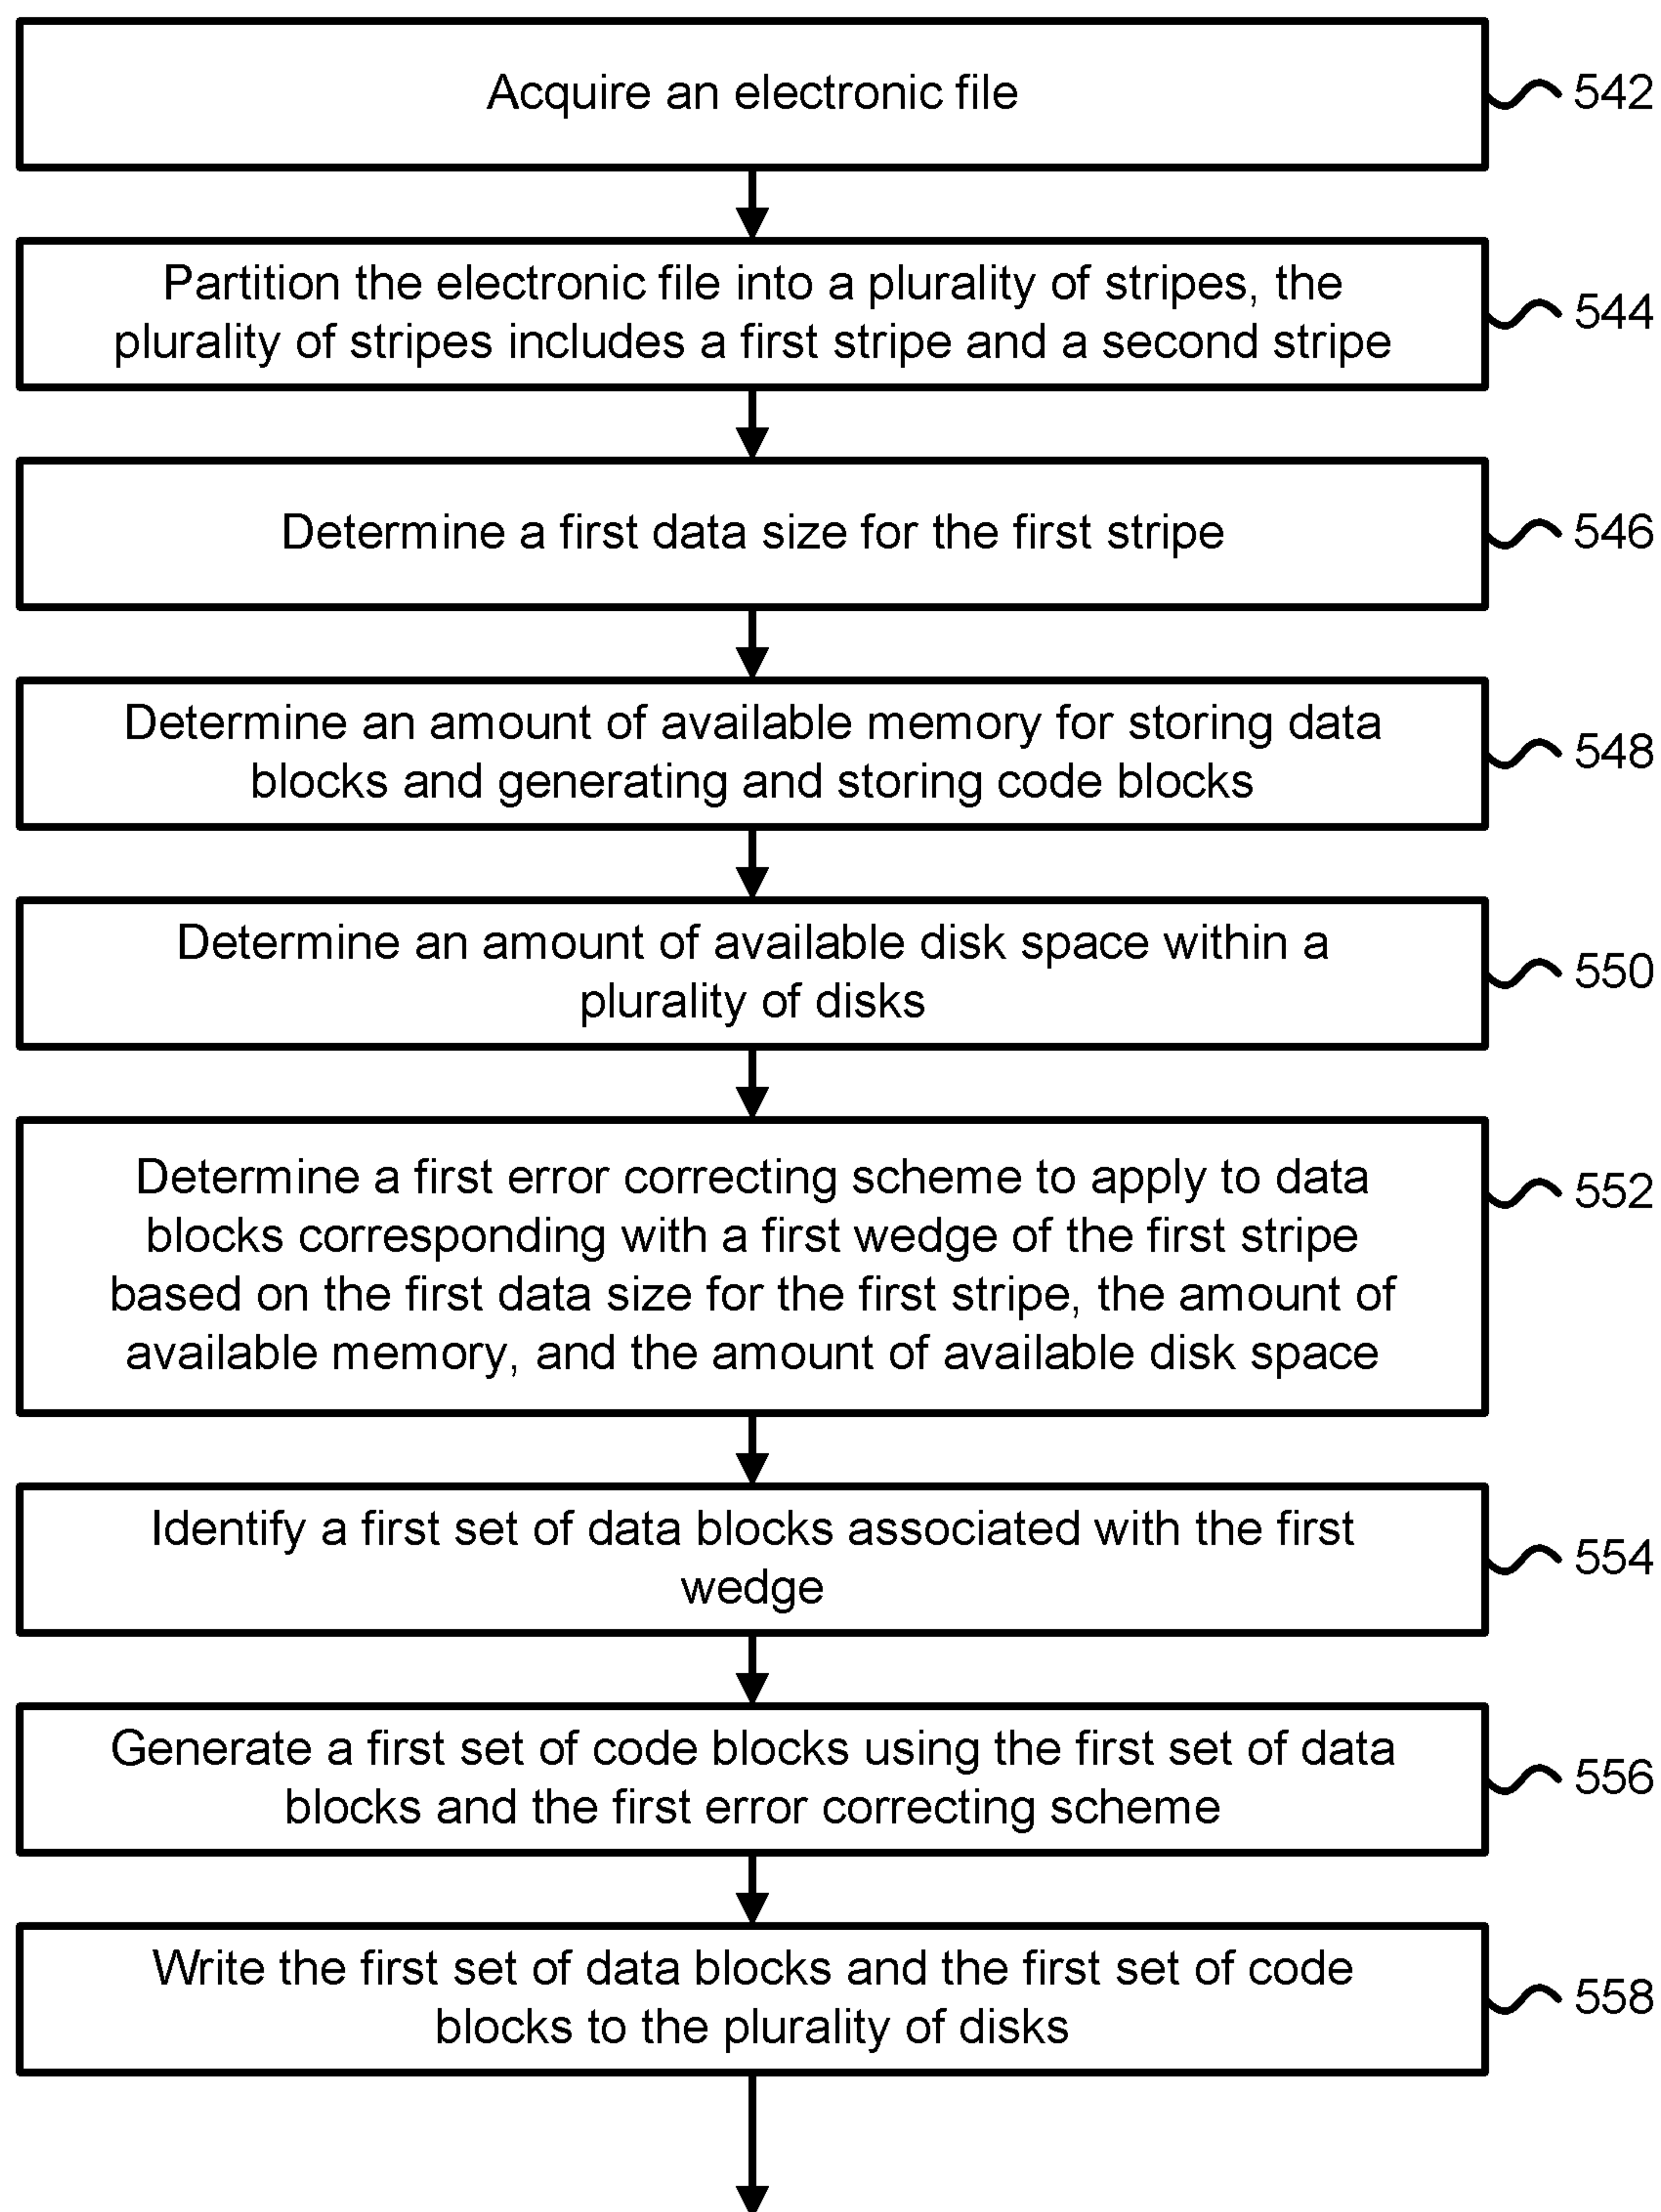 Acquire an electronic file
542
Partition the electronic file into a plurality of stripes, the
plurality of stripes includes a first stripe and a second stripe
544
Determine a first data size for the first stripe
546
Determine an amount of available memory for storing data
blocks and generating and storing code blocks
548
Determine an amount of available disk space within a
plurality of disks
550
Determine a first error correcting scheme to apply to data
blocks corresponding with a first wedge of the first stripe
based on the first data size for the first stripe, the amount of
available memory, and the amount of available disk space
552
Identify a first set of data blocks associated with the first
wedge
554
Generate a first set of code blocks using the first set of data
blocks and the first error correcting scheme
556
Write the first set of data blocks and the first set of code
blocks to the plurality of disks
558